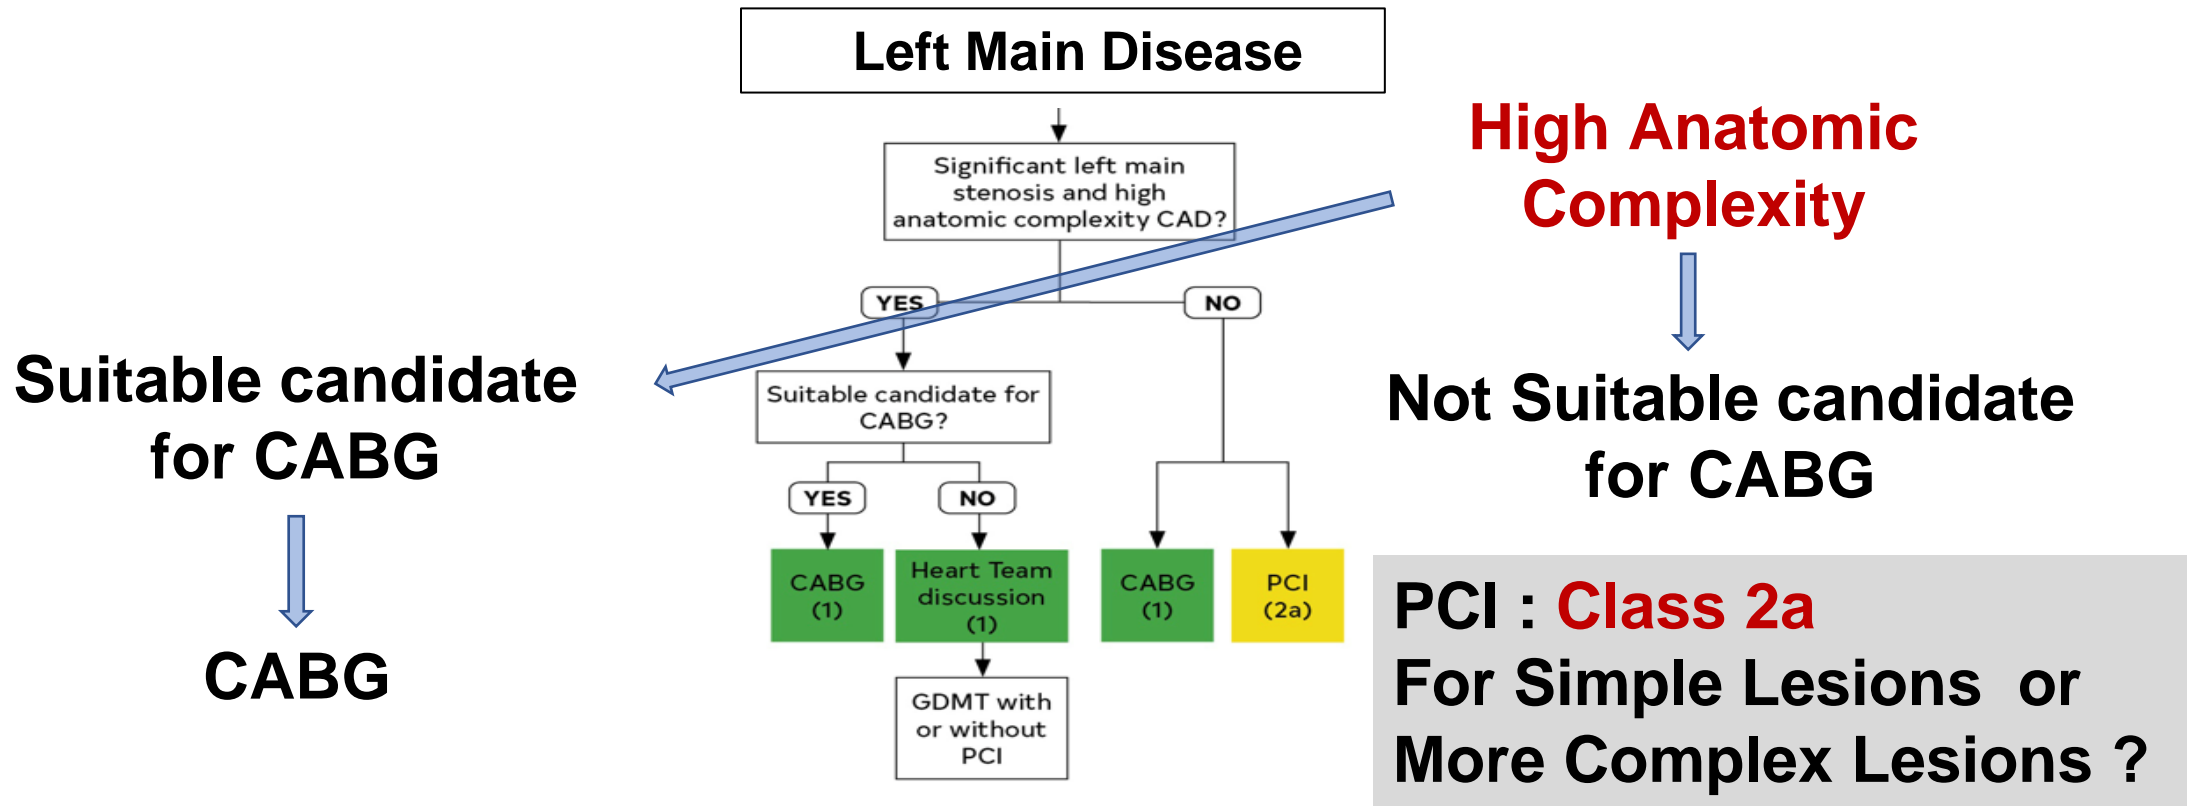 Left Main Disease
Significant left main
stenosis and high
anatomic complexity CAD?
High Anatomic
Complexity
YES
NO
Suitable candidate
for CABG
Suitable candidate for
CABG?
Not Suitable candidate
for CABG
YES
NO
CABG
(1)
Heart Team
discussion
(1)
CABG
(1)
PCI
(2a)
CABG
GDMT with
or without
PCI
PCI : Class 2a
For Simple Lesions or
More Complex Lesions ?